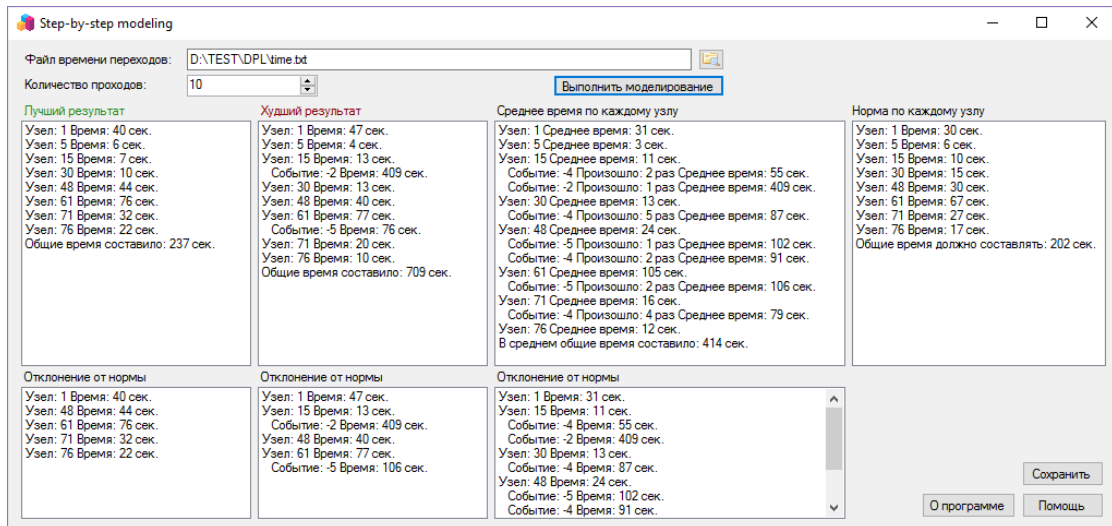 Step-by-step modeling
Файл времени переходов: D:\TEST\DPL\time.txt
Количество проходов: 10
Выполнить моделирование
Лучший результат
Узел: 1 Время: 40 сек.
Узел: 5 Время: 6 сек.
Узел: 15 Время: 7 сек.
Узел: 30 Время: 10 сек.
Узел: 48 Время: 44 сек.
Узел: 61 Время: 76 сек.
Узел: 71 Время: 32 сек.
Узел: 76 Время: 22 сек.
Общие время составило: 237 сек.
Худший результат
Узел: 1 Время: 47 сек.
Узел: 5 Время: 4 сек.
Узел: 15 Время: 13 сек.
Событие: -2 Время: 409 сек.
Узел: 30 Время: 13 сек.
Узел: 48 Время: 40 сек.
Узел: 61 Время: 77 сек.
Событие: -5 Время: 76 сек.
Узел: 71 Время: 20 сек.
Узел: 76 Время: 10 сек.
Общие время составило: 709 сек.
Среднее время по каждому узлу
Узел: 1 Среднее время: 31 сек.
Узел: 5 Среднее время: 3 сек.
Узел: 15 Среднее время: 11 сек.
Событие: -4 Произошло: 2 раз Среднее время: 55 сек.
Событие: -2 Произошло: 1 раз Среднее время: 409 сек.
Узел: 30 Среднее время: 13 сек.
Событие: -4 Произошло: 5 раз Среднее время: 87 сек.
Узел: 48 Среднее время: 24 сек.
Событие: -5 Произошло: 1 раз Среднее время: 102 сек.
Событие: -4 Произошло: 2 раз Среднее время: 91 сек.
Узел: 61 Среднее время: 105 сек.
Событие: -5 Произошло: 2 раз Среднее время: 106 сек.
Узел: 71 Среднее время: 16 сек.
Событие: -4 Произошло: 4 раз Среднее время: 79 сек.
Узел: 76 Среднее время: 12 сек.
В среднем общие время составило: 414 сек.
Норма по каждому узлу
Узел: 1 Время: 30 сек.
Узел: 5 Время: 6 сек.
Узел: 15 Время: 10 сек.
Узел: 30 Время: 15 сек.
Узел: 48 Время: 30 сек.
Узел: 61 Время: 67 сек.
Узел: 71 Время: 27 сек.
Узел: 76 Время: 17 сек.
Общие время должно составлять: 202 сек.
Отклонение от нормы
Узел: 1 Время: 40 сек.
Узел: 48 Время: 44 сек.
Узел: 61 Время: 76 сек.
Узел: 71 Время: 32 сек.
Узел: 76 Время: 22 сек.
Отклонение от нормы
Узел: 1 Время: 47 сек.
Узел: 15 Время: 13 сек.
Событие: -2 Время: 409 сек.
Узел: 48 Время: 40 сек.
Узел: 61 Время: 77 сек.
Событие: -5 Время: 106 сек.
Отклонение от нормы
Узел: 1 Время: 31 сек.
Узел: 15 Время: 11 сек.
Событие: -4 Время: 55 сек.
Событие: -2 Время: 409 сек.
Узел: 30 Время: 13 сек.
Событие: -4 Время: 87 сек.
Узел: 48 Время: 24 сек.
Событие: -5 Время: 102 сек.
Событие: -4 Время: 91 сек.
Сохранить
О программе
Помощь